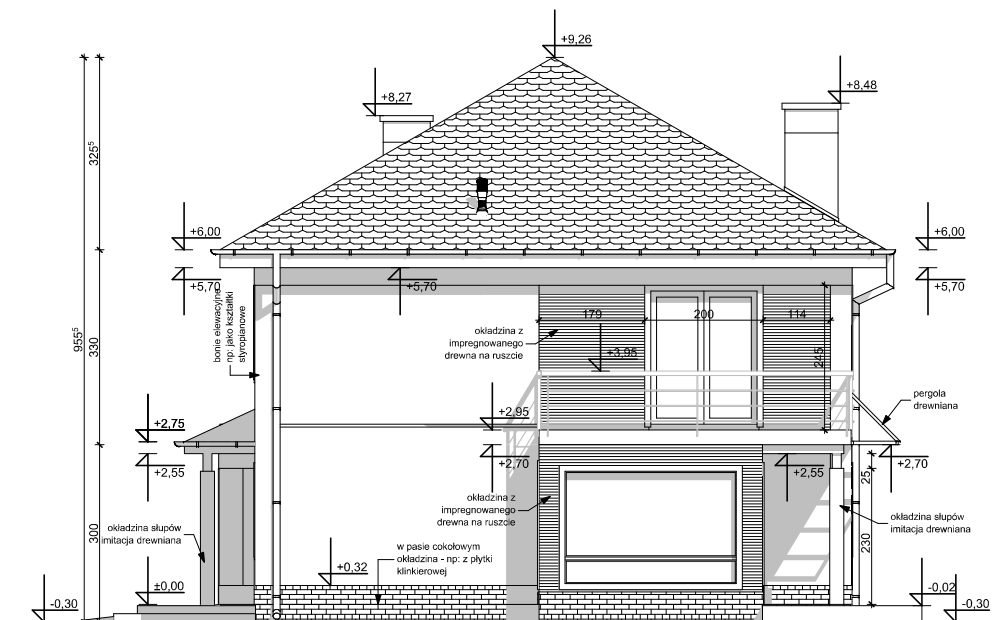 +9,26
+8,27
+8,48
325⁵
+6,00
+6,00
+5,70
+5,70
+5,70
bonie elewacyjne
np: jako kształtki
styropianowe
955⁵
330
179
200
114
okładzina z
impregnowanego
drewna na ruszcie
+3,95
245
pergola
drewniana
+2,75
+2,95
+2,55
+2,70
+2,55
+2,70
25
okładzina z
impregnowanego
drewna na ruszcie
okładzina słupów
imitacja drewniana
okładzina słupów
imitacja drewniana
300
230
w pasie cokołowym
okładzina - np: z płytki
klinkierowej
+0,32
±0,00
-0,02
-0,30
-0,30